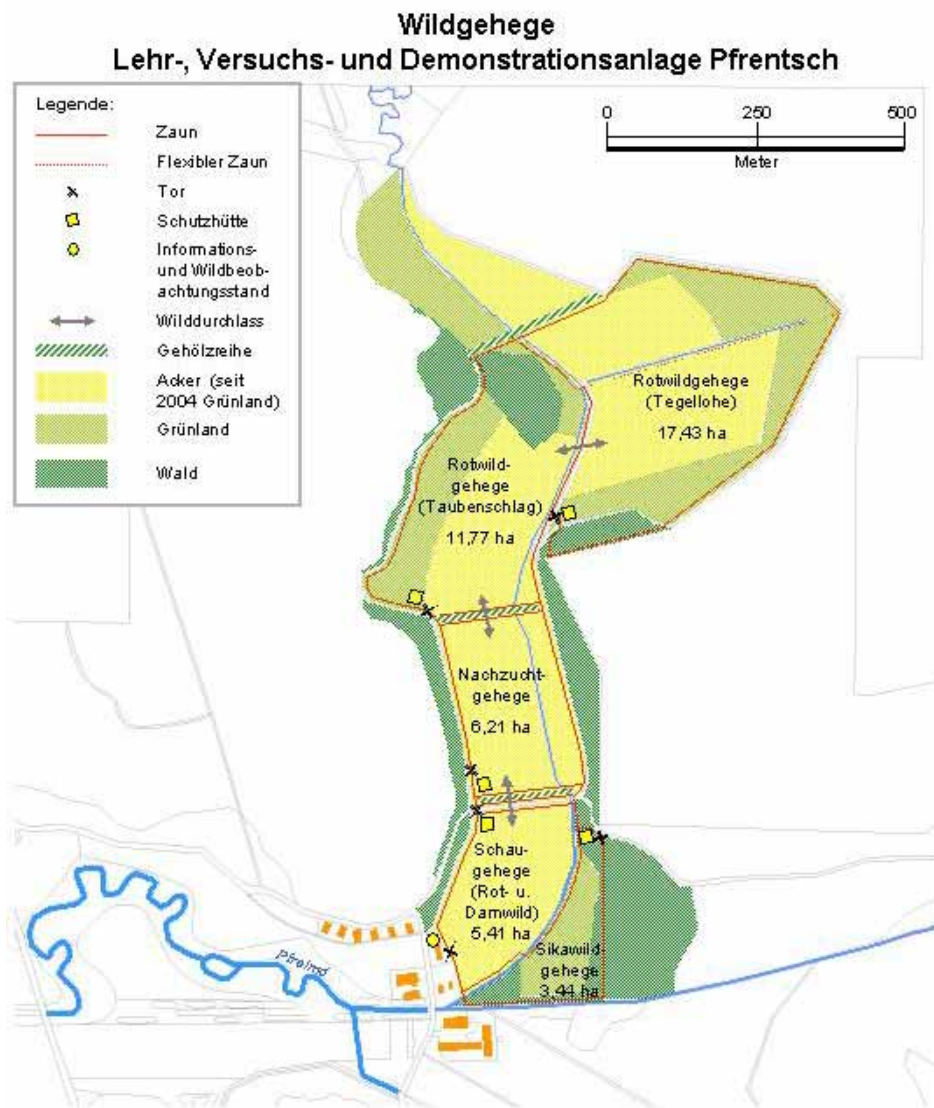 Wildgehege
Lehr-, Versuchs- und Demonstrationsanlage Pfrentsch
Legende:
Zaun
Flexibler Zaun
Tor
Schutzhütte
Informations-
und Wildbeob-
achtungsstand
Wilddurchlass
Gehölzreihe
Acker (seit
2004 Grünland)
Grünland
Wald
0 250 500
Meter
Rotwildgehege
(Tegellohe)
17,43 ha
Rotwild-
gehege
(Taubenschlag)
11,77 ha
Nachzucht-
gehege
6,21 ha
Schau-
gehege
(Rot- u.
Damwild)
5,41 ha
Sikawild
gehege
3,44 ha
Pfreimd